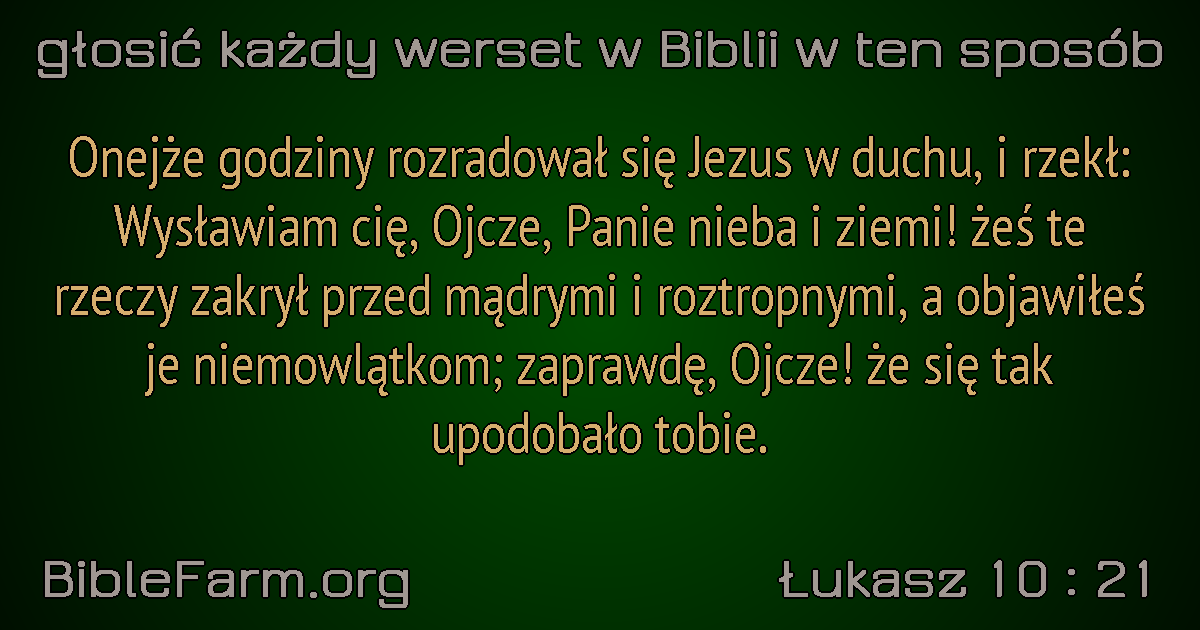 głosić każdy werset w Biblii w ten sposób
Onejże godziny rozradował się Jezus w duchu, i rzekł:
Wysławiam cię, Ojcze, Panie nieba i ziemi! żeś te
rzeczy zakrył przed mądrymi i roztropnymi, a objawiłeś
je niemowlątkom; zaprawdę, Ojcze! że się tak
upodobało tobie.
BibleFarm.org
Łukasz 10 : 21